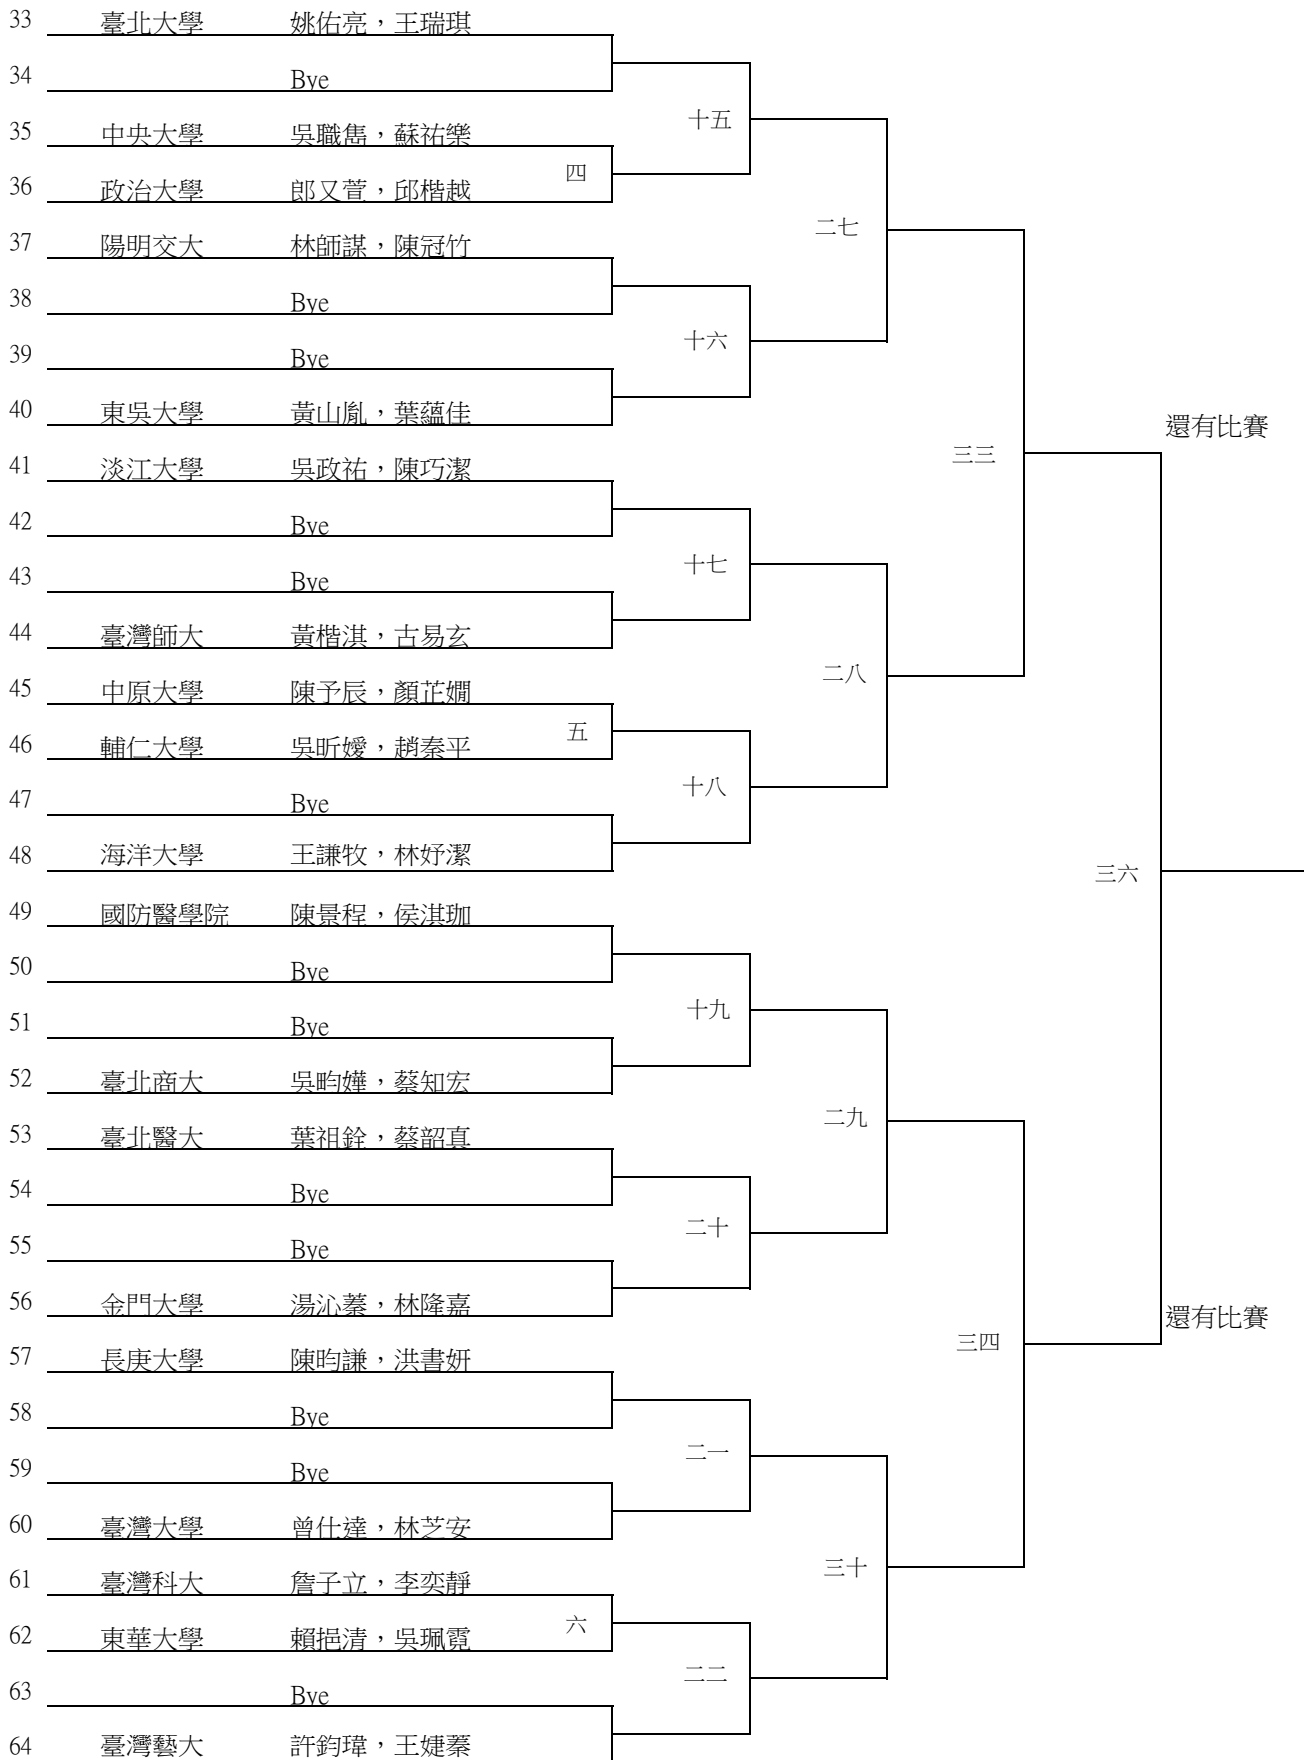 33 臺北大學 姚佑亮，王瑞琪
34 Bye
十五
35 中央大學 吳職雋，蘇祐樂
四
36 政治大學 郎又萱，邱楷越
二七
37 陽明交大 林師謀，陳冠竹
38 Bye
十六
39 Bye
40 東吳大學 黃山胤，葉蘊佳
還有比賽
三三
41 淡江大學 吳政祐，陳巧潔
42 Bye
十七
43 Bye
44 臺灣師大 黃楷淇，古易玄
二八
45 中原大學 陳予辰，顏芷嫺
五
46 輔仁大學 吳昕嬡，趙秦平
十八
47 Bye
48 海洋大學 王謙牧，林妤潔
三六
49 國防醫學院 陳景程，侯淇珈
50 Bye
十九
51 Bye
52 臺北商大 吳畇嬅，蔡知宏
二九
53 臺北醫大 葉祖銓，蔡韶真
54 Bye
二十
55 Bye
56 金門大學 湯沁蓁，林隆嘉
還有比賽
三四
57 長庚大學 陳昀謙，洪書妍
58 Bye
二一
59 Bye
60 臺灣大學 曾仕達，林芝安
三十
61 臺灣科大 詹子立，李奕靜
六
62 東華大學 賴挹清，吳珮霓
二二
63 Bye
64 臺灣藝大 許鈞瑋，王婕蓁